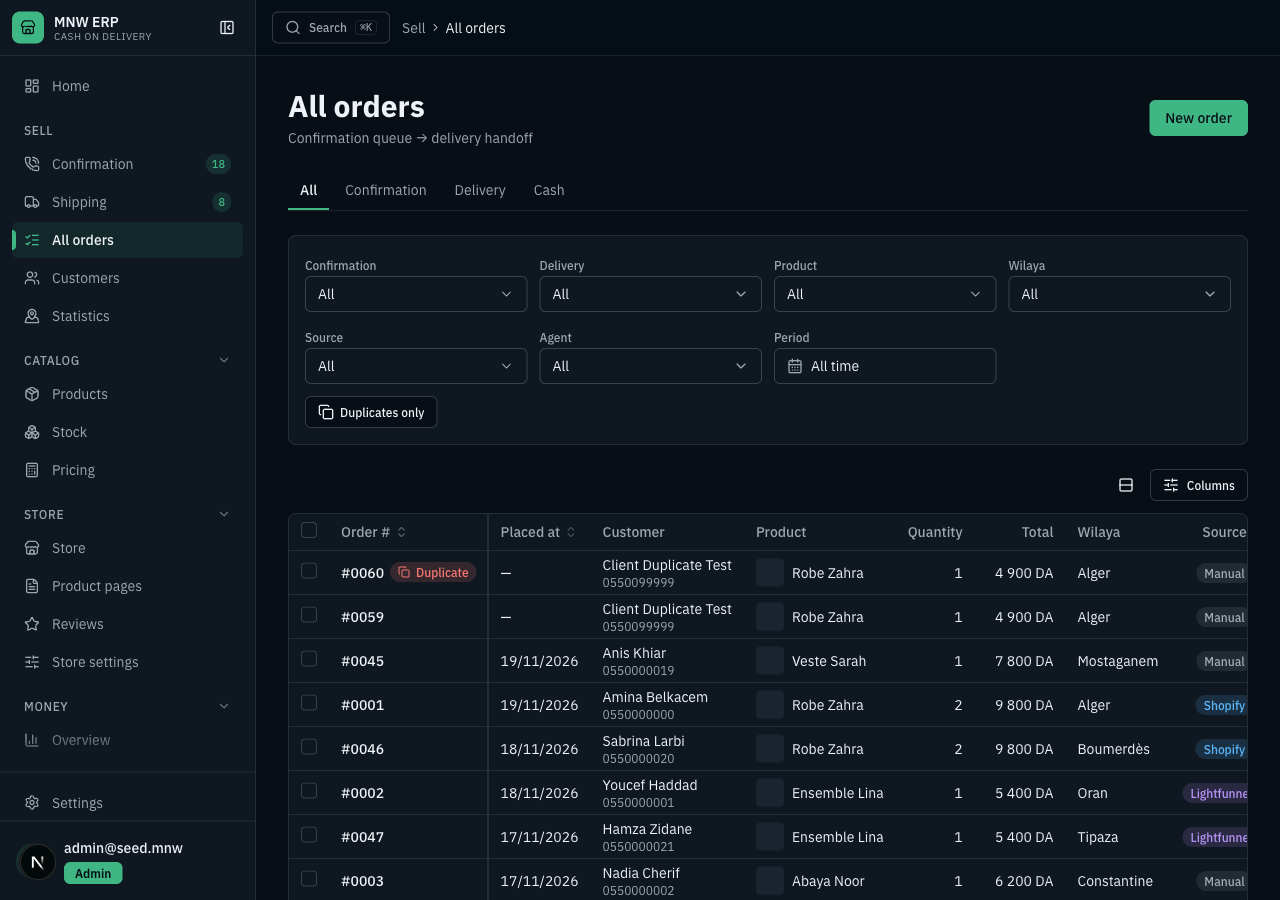 MNW ERP
CASH ON DELIVERY
Search ⌘K
Sell > All orders
Home
SELL
Confirmation 18
Shipping 8
All orders
Customers
Statistics
CATALOG
Products
Stock
Pricing
STORE
Store
Product pages
Reviews
Store settings
MONEY
Overview
Settings
N
admin@seed.mnw
Admin
All orders
Confirmation queue → delivery handoff
New order
All Confirmation Delivery Cash
Confirmation Delivery Product Wilaya
All All All All
Source Agent Period
All All All time
Duplicates only
Columns
Order # Placed at Customer Product Quantity Total Wilaya Source
#0060 Duplicate — Client Duplicate Test Robe Zahra 1 4 900 DA Alger Manual
0550099999
#0059 — Client Duplicate Test Robe Zahra 1 4 900 DA Alger Manual
0550099999
#0045 19/11/2026 Anis Khiar Veste Sarah 1 7 800 DA Mostaganem Manual
0550000019
#0001 19/11/2026 Amina Belkacem Robe Zahra 2 9 800 DA Alger Shopify
0550000000
#0046 18/11/2026 Sabrina Larbi Robe Zahra 2 9 800 DA Boumerdès Shopify
0550000020
#0002 18/11/2026 Youcef Haddad Ensemble Lina 1 5 400 DA Oran Lightfunne
0550000001
#0047 17/11/2026 Hamza Zidane Ensemble Lina 1 5 400 DA Tipaza Lightfunne
0550000021
#0003 17/11/2026 Nadia Cherif Abaya Noor 1 6 200 DA Constantine Manual
0550000002